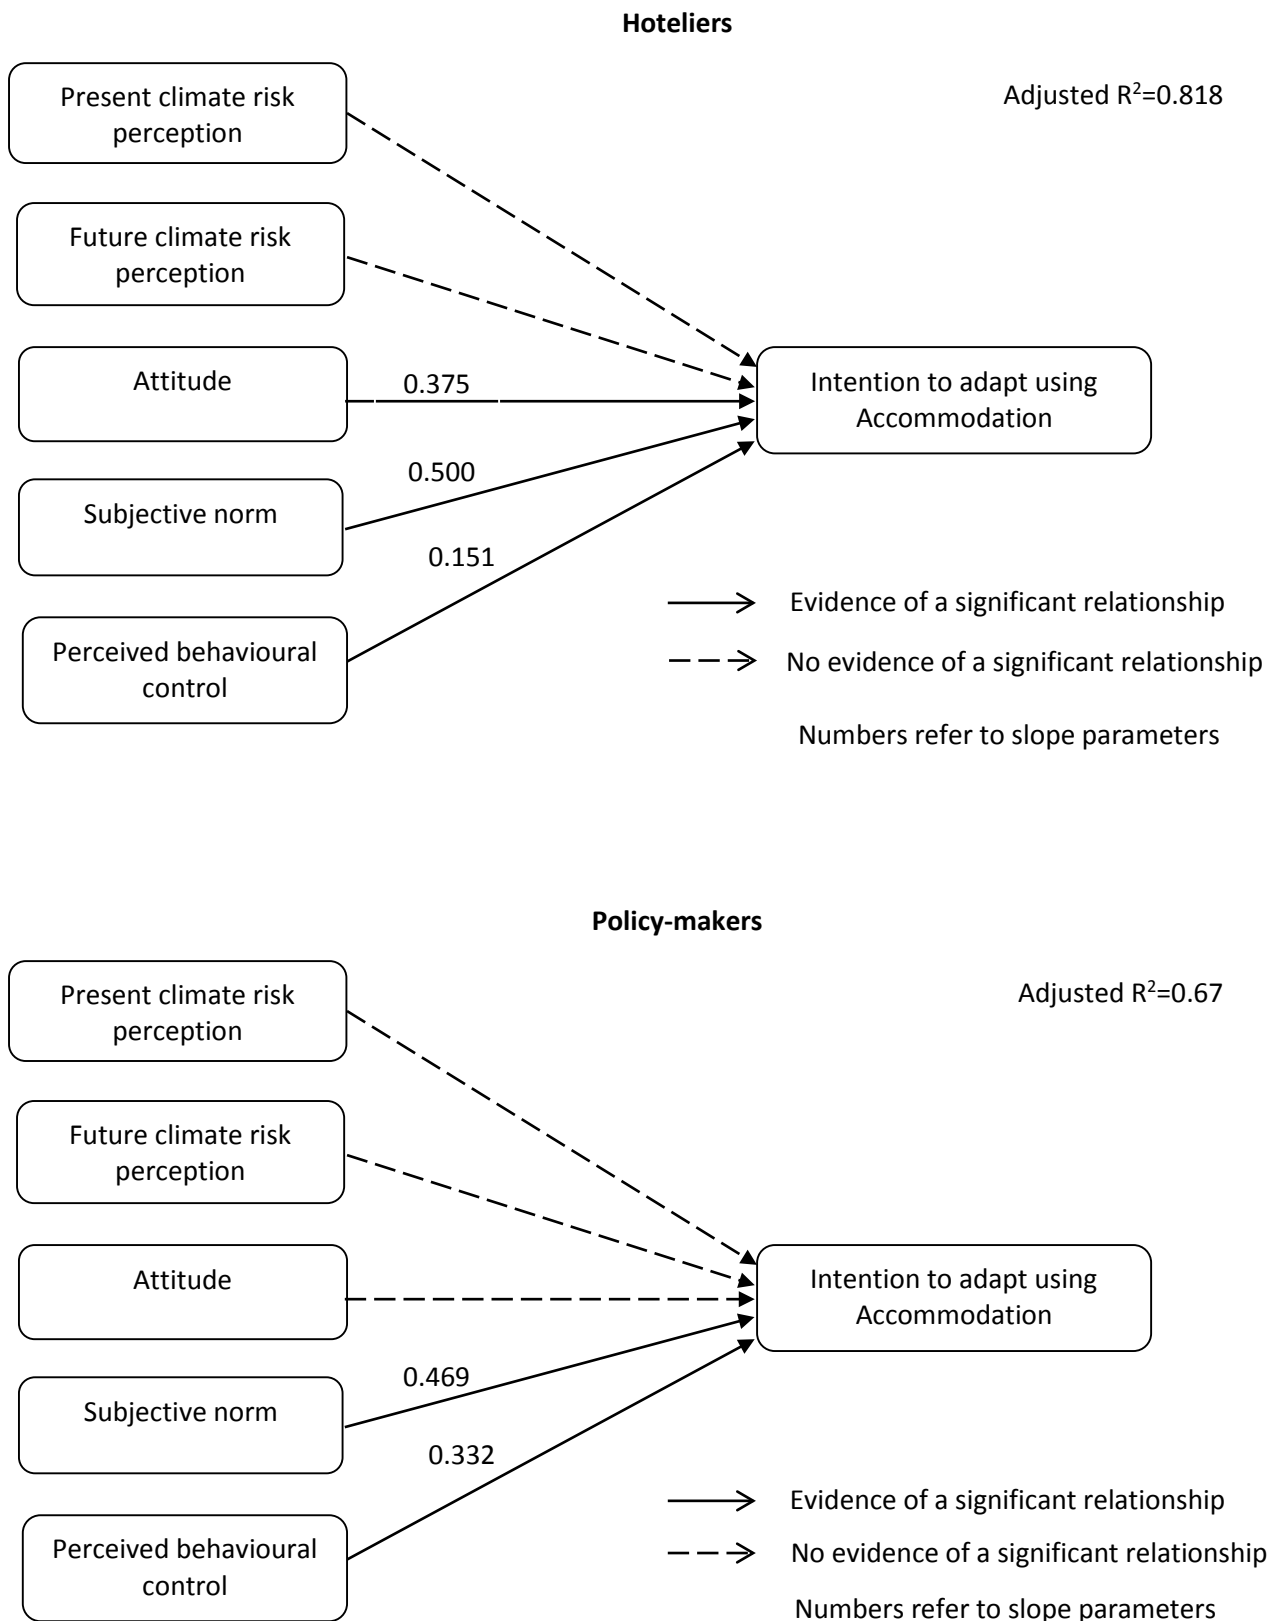 Hoteliers
Adjusted R²=0.818
Present climate risk
perception
Future climate risk
perception
Attitude
0.375
Intention to adapt using
Accommodation
Subjective norm
0.500
0.151
Perceived behavioural
control
Evidence of a significant relationship
No evidence of a significant relationship
Numbers refer to slope parameters
Policy-makers
Adjusted R²=0.67
Present climate risk
perception
Future climate risk
perception
Attitude
Intention to adapt using
Accommodation
Subjective norm
0.469
0.332
Perceived behavioural
control
Evidence of a significant relationship
No evidence of a significant relationship
Numbers refer to slope parameters